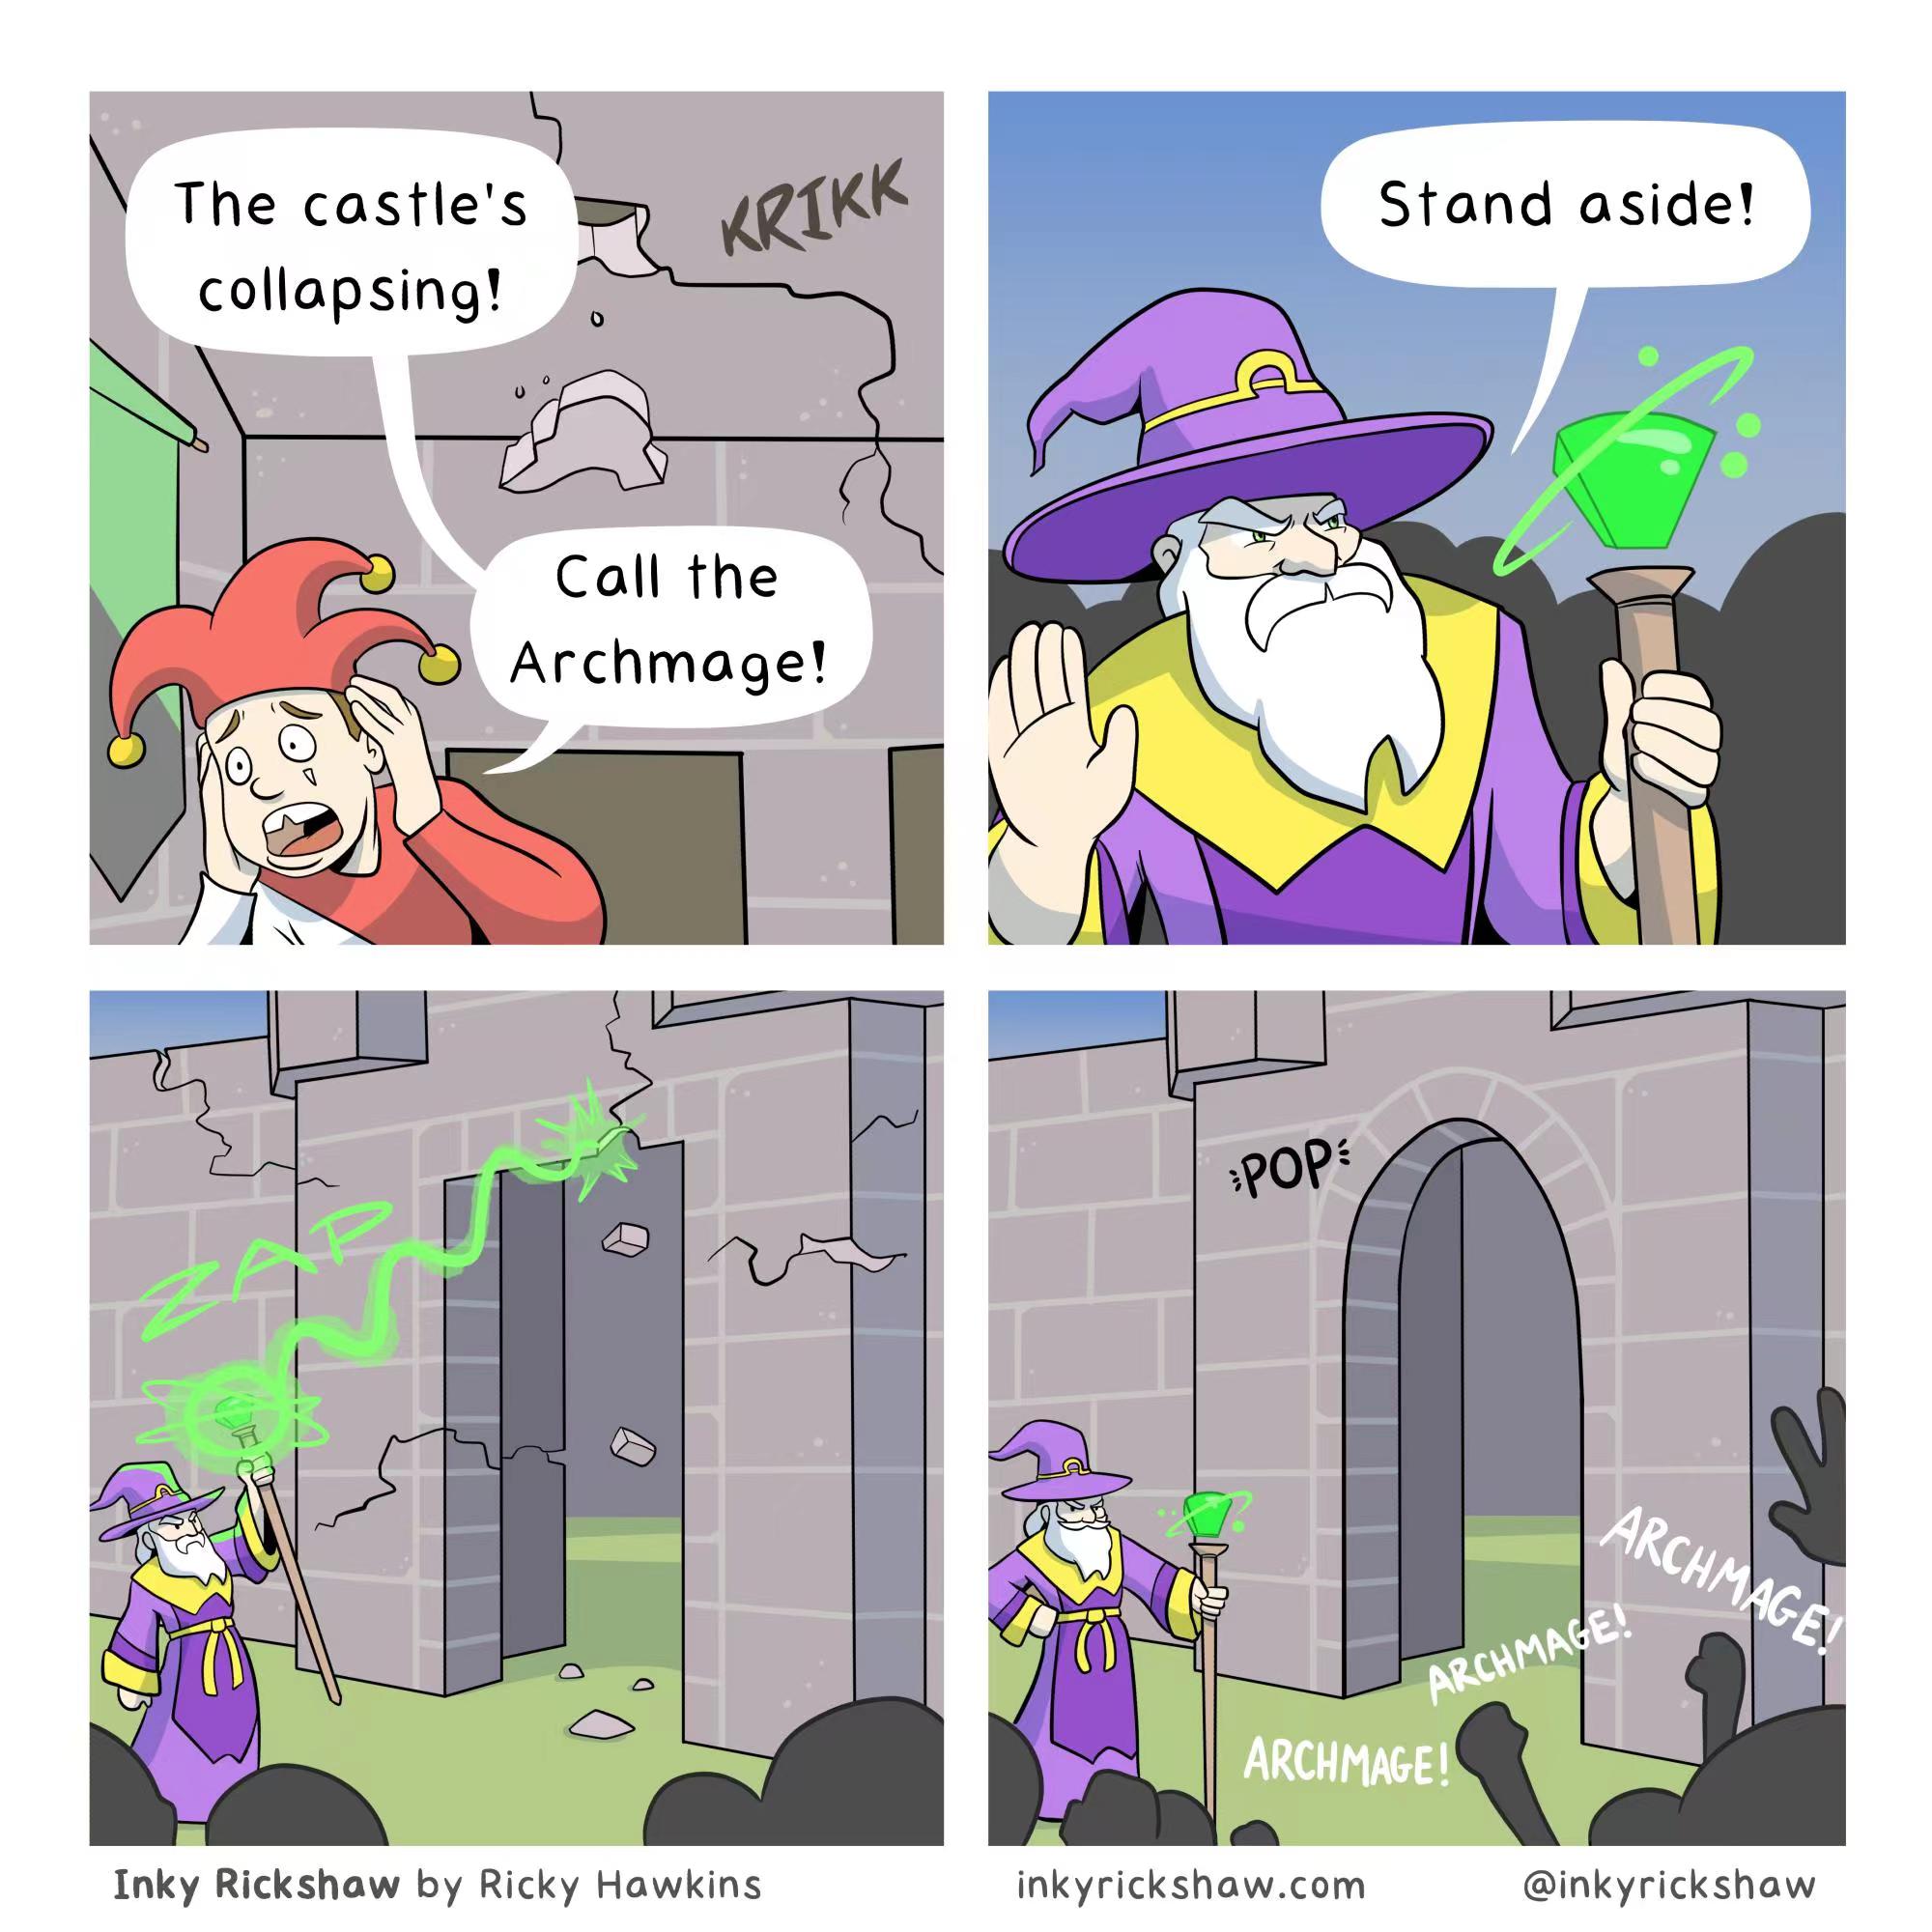 The castle's
collapsing!
KRIKK
Call the
Archmage!
Stand aside!
ZAP
POP
ARCHMAGE!
ARCHMAGE!
ARCHMAGE!
Inky Rickshaw by Ricky Hawkins
inkyrickshaw.com
@inkyrickshaw